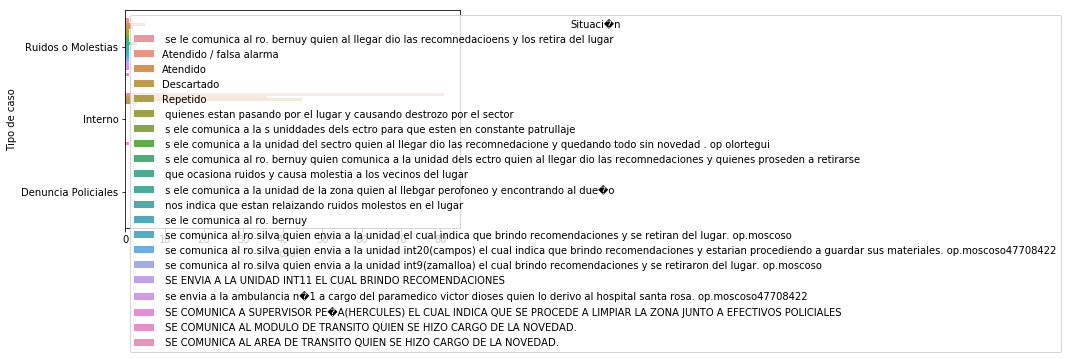 Situaci�n
se le comunica al ro. bernuy quien al llegar dio las recomnedacioens y los retira del lugar
Atendido / falsa alarma
Atendido
Descartado
Repetido
quienes estan pasando por el lugar y causando destrozo por el sector
s ele comunica a la s uniddades dels ectro para que esten en constante patrullaje
s ele comunica a la unidad del sectro quien al llegar dio las recomnedacione y quedando todo sin novedad . op olortegui
s ele comunica al ro. bernuy quien comunica a la unidad dels ectro quien al llegar dio las recomnedaciones y quienes proseden a retirarse
que ocasiona ruidos y causa molestia a los vecinos del lugar
s ele comunica a la unidad de la zona quien al llebgar perofoneo y encontrando al due�o
nos indica que estan relaizando ruidos molestos en el lugar
se le comunica al ro. bernuy
se comunica al ro.silva quien envia a la unidad el cual indica que brindo recomendaciones y se retiran del lugar. op.moscoso
se comunica al ro.silva quien envia a la unidad int20(campos) el cual indica que brindo recomendaciones y estarian procediendo a guardar sus materiales. op.moscoso47708422
se comunica al ro.silva quien envia a la unidad int9(zamalloa) el cual brindo recomendaciones y se retiraron del lugar. op.moscoso
SE ENVIA A LA UNIDAD INT11 EL CUAL BRINDO RECOMENDACIONES
se envia a la ambulancia n�1 a cargo del paramedico victor dioses quien lo derivo al hospital santa rosa. op.moscoso47708422
SE COMUNICA A SUPERVISOR PE�A(HERCULES) EL CUAL INDICA QUE SE PROCEDE A LIMPIAR LA ZONA JUNTO A EFECTIVOS POLICIALES
SE COMUNICA AL MODULO DE TRANSITO QUIEN SE HIZO CARGO DE LA NOVEDAD.
SE COMUNICA AL AREA DE TRANSITO QUIEN SE HIZO CARGO DE LA NOVEDAD.
Tipo de caso
Ruidos o Molestias
Interno
Denuncia Policiales
0